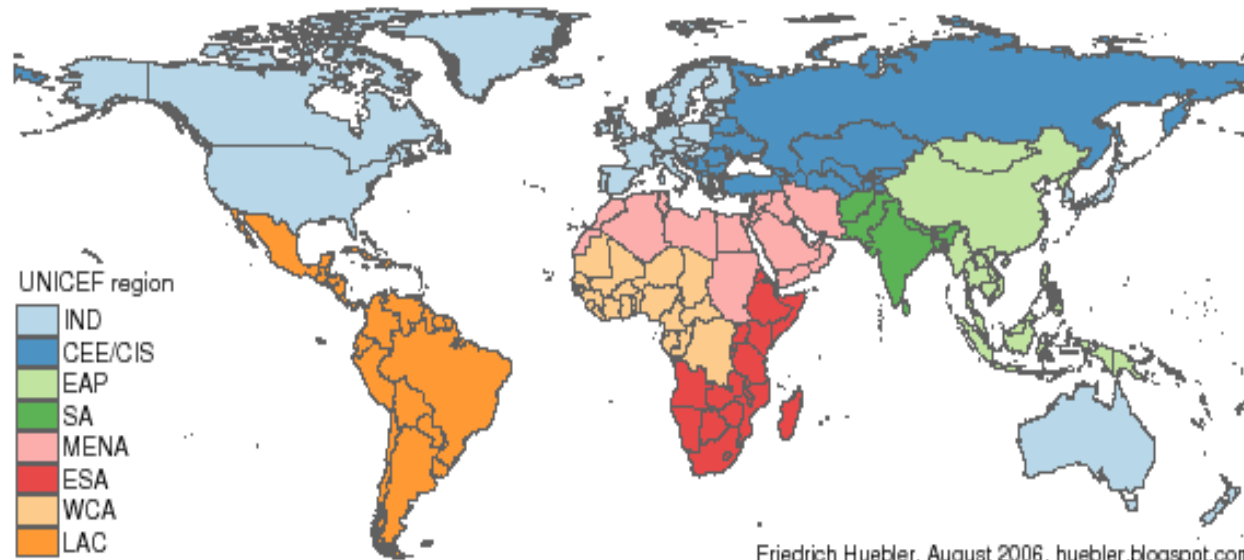 UNICEF region
IND
CEE/CIS
EAP
SA
MENA
ESA
WCA
LAC
Friedrich Huebler, August 2006, huebler.blogspot.com